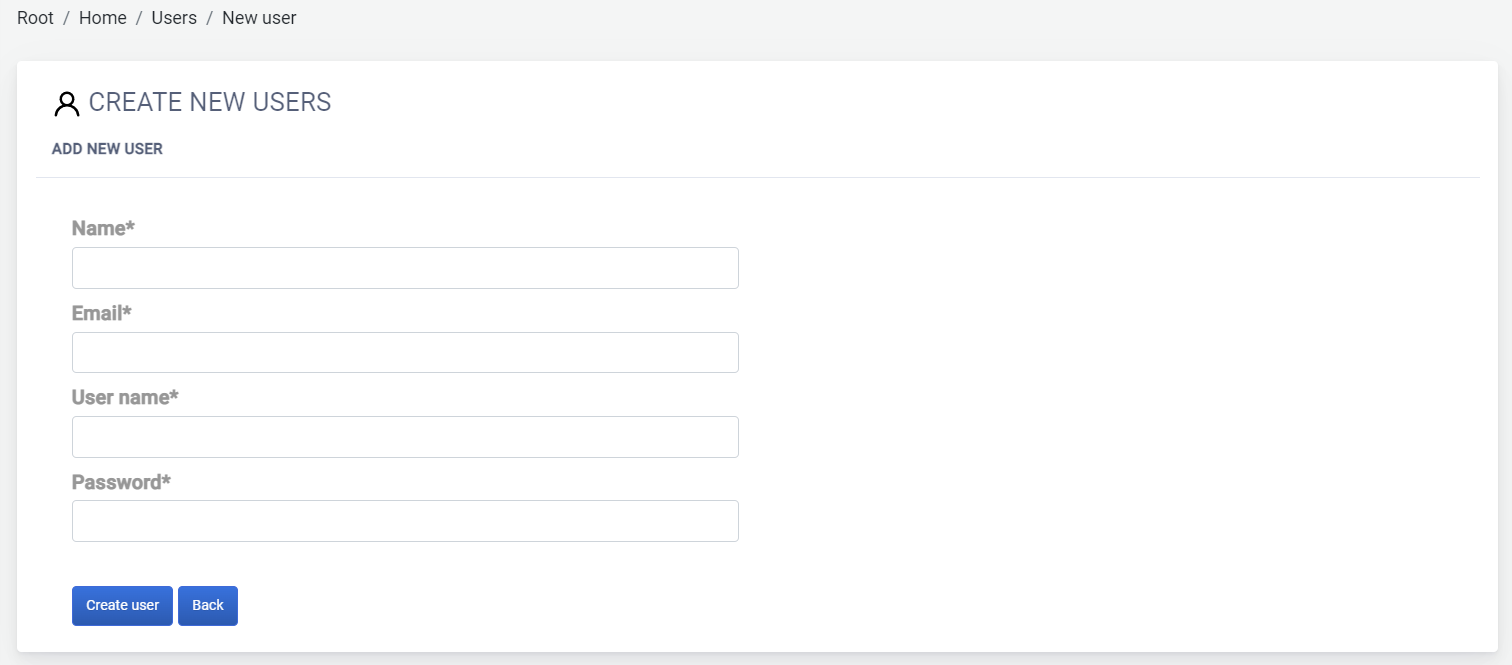 Root / Home / Users / New user
CREATE NEW USERS
ADD NEW USER
Name*
Email*
User name*
Password*
Create user Back